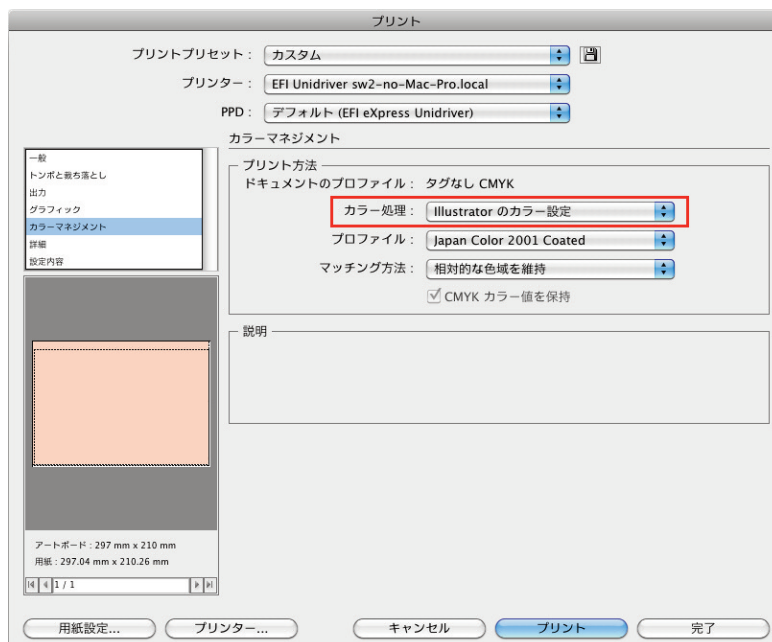 プリント
プリントプリセット： カスタム
プリンター： EFI Unidriver sw2-no-Mac-Pro.local
PPD： デフォルト (EFI eXpress Unidriver)
カラーマネジメント
一般
トンボと裁ち落とし
出力
グラフィック
カラーマネジメント
詳細
設定内容
プリント方法
ドキュメントのプロファイル： タグなし CMYK
カラー処理： Illustrator のカラー設定
プロファイル： Japan Color 2001 Coated
マッチング方法： 相対的な色域を維持
CMYK カラー値を保持
説明
アートボード：297 mm x 210 mm
用紙：297.04 mm x 210.26 mm
1 / 1
用紙設定... プリンター... キャンセル プリント 完了